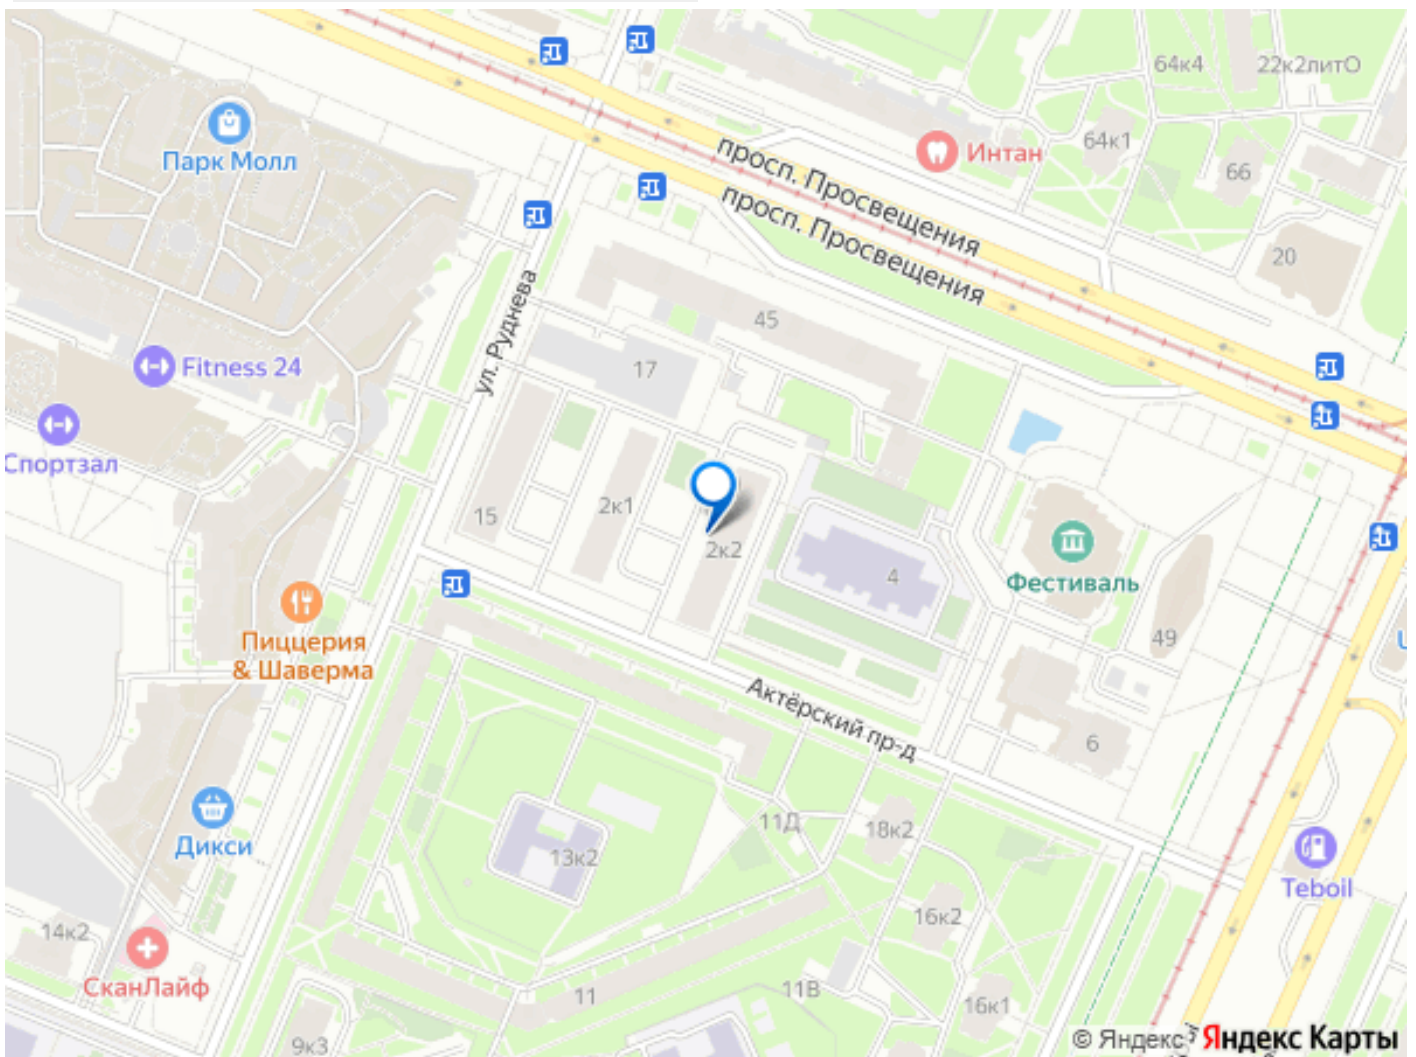 64к4
22к2литО
Парк Молл
64к1
Интан
66
просп. Просвещения
просп. Просвещения
20
ул. Руднева
45
17
Fitness 24
Спортзал
2к1
15
2к2
4
Фестиваль
49
Пиццерия
& Шаверма
Актёрский пр-д
6
11Д
18к2
13к2
Дикси
Teboil
16к2
14к2
СканЛайф
11
11В
16к1
9к3
© Яндекс
Яндекс Карты